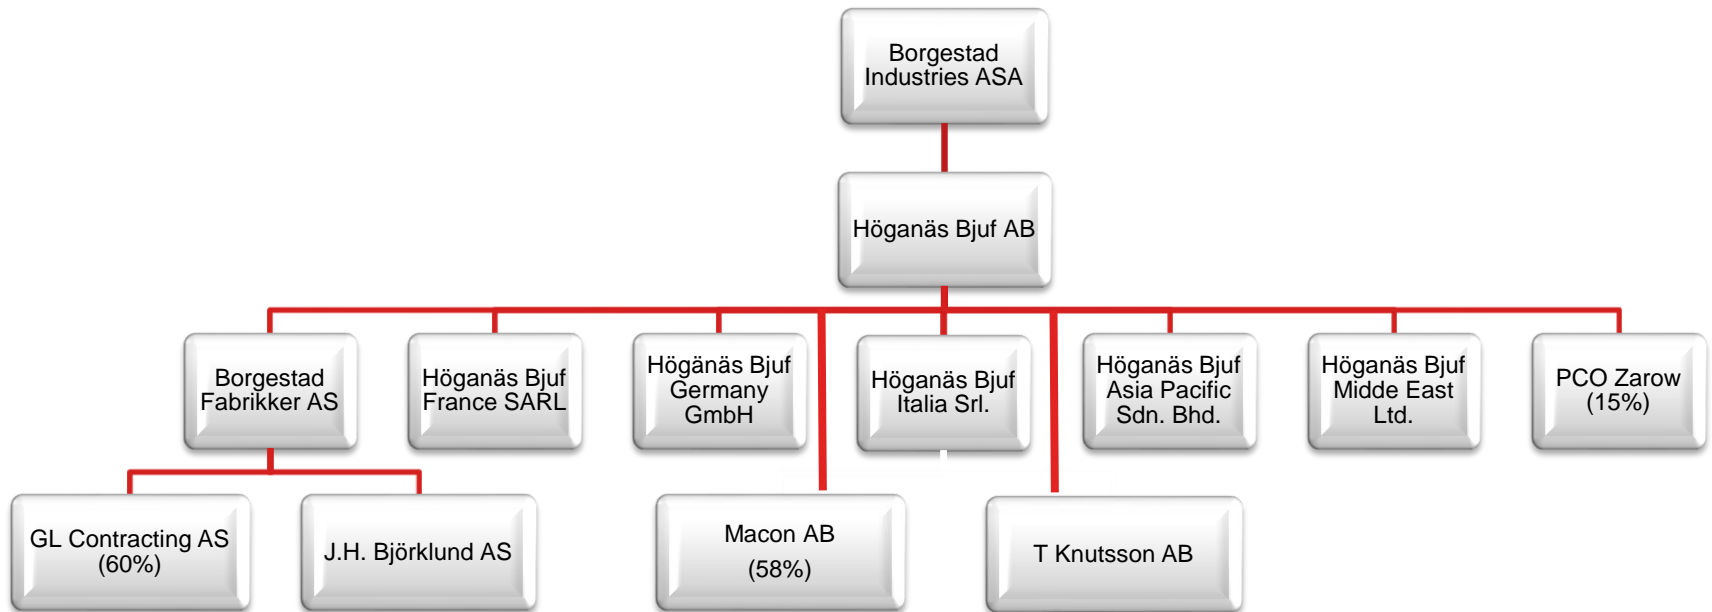 Borgestad
Industries ASA
Höganäs Bjuf AB
Borgestad
Fabrikker AS
Höganäs Bjuf
France SARL
Högänäs Bjuf
Germany
GmbH
Höganäs Bjuf
Italia Srl.
Höganäs Bjuf
Asia Pacific
Sdn. Bhd.
Höganäs Bjuf
Midde East
Ltd.
PCO Zarow
(15%)
GL Contracting AS
(60%)
J.H. Björklund AS
Macon AB
(58%)
T Knutsson AB